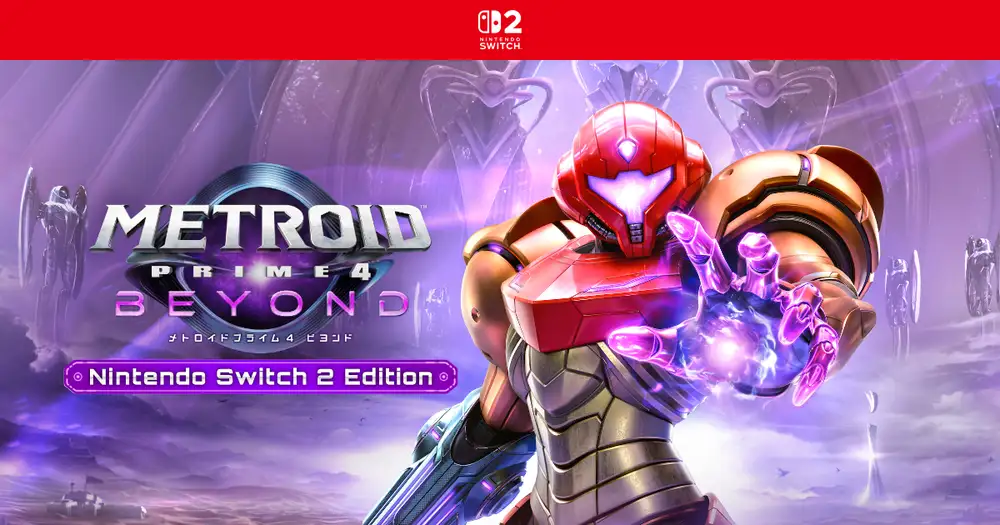 2
NINTENDO
SWITCH
METROID™
PRIME 4
BEYOND
メトロイドプライム4 ビヨンド
Nintendo Switch 2 Edition